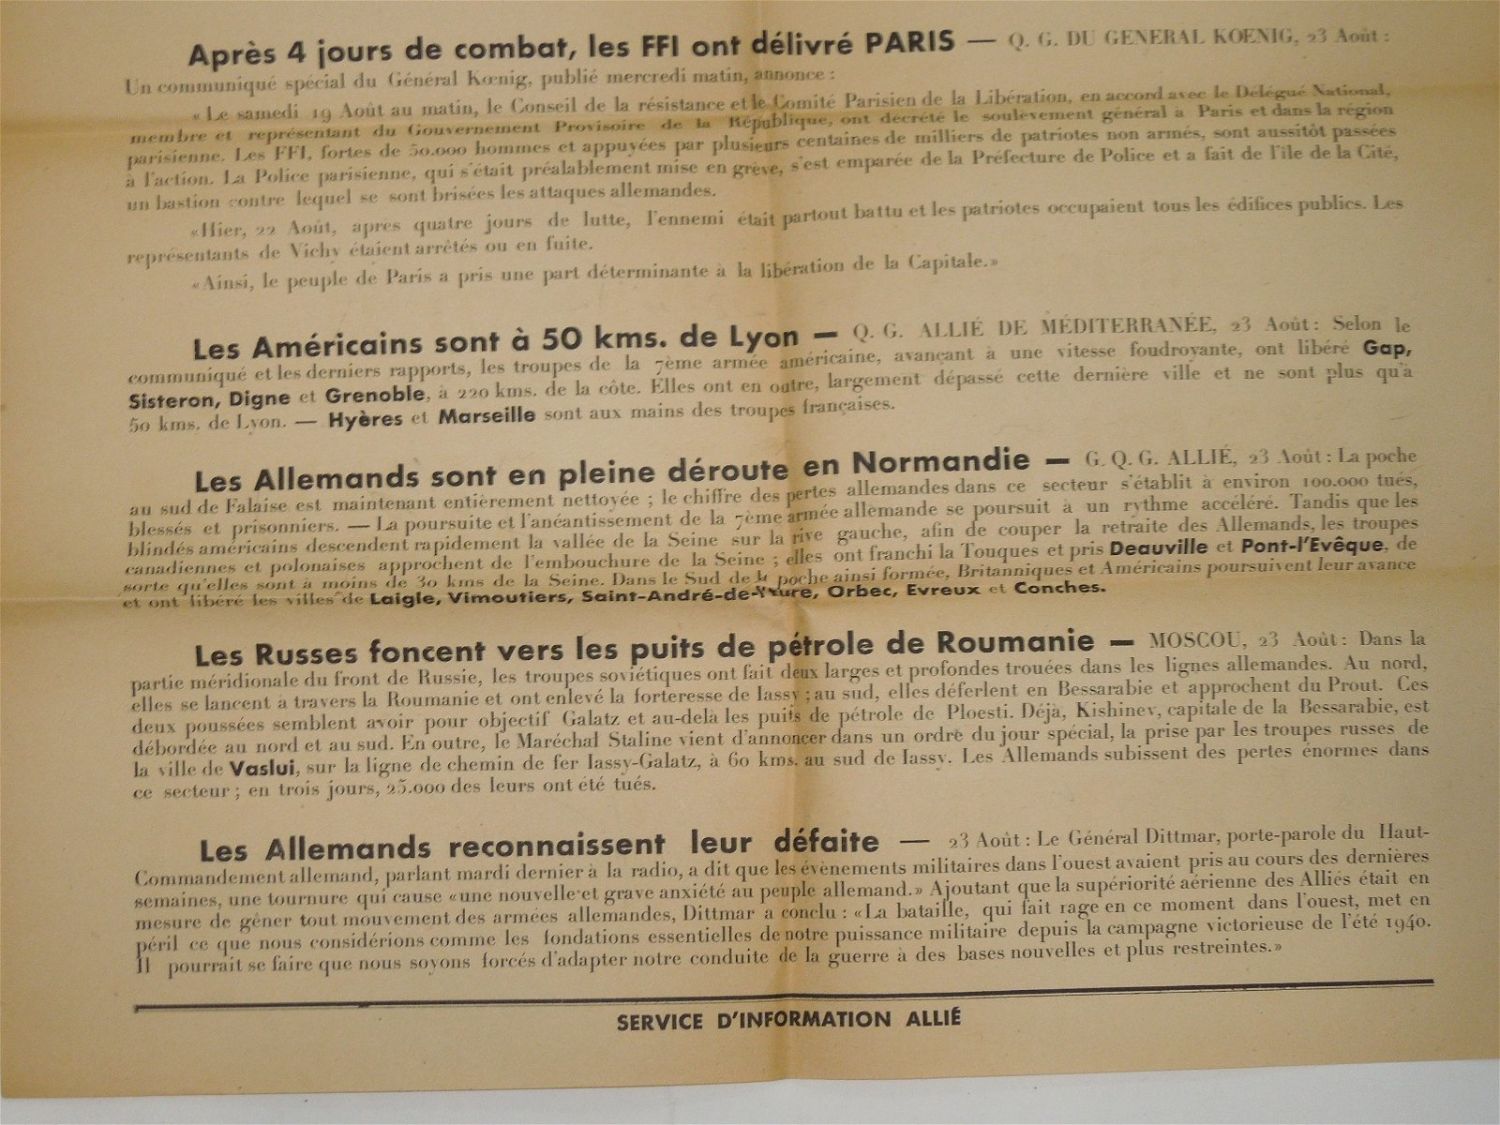 Après 4 jours de combat, les FFI ont délivré PARIS — Q. G. DU GENERAL KOENIG, 23 Août :
Un communiqué spécial du Général Kœnig, publié mercredi matin, annonce :
«Le samedi 19 Août au matin, le Conseil de la résistance et le Comité Parisien de la Libération, en accord avec le Délégué National,
membre et représentant du Gouvernement Provisoire de la République, ont décrété le soulèvement général à Paris et dans la région
parisienne. Les FFI, fortes de 50.000 hommes et appuyées par plusieurs centaines de milliers de patriotes non armés, sont aussitôt passées
à l'action. La Police parisienne, qui s'était préalablement mise en grève, s'est emparée de la Préfecture de Police et a fait de l'île de la Cité,
un bastion contre lequel se sont brisées les attaques allemandes.
«Hier, 22 Août, apres quatre jours de lutte, l'ennemi était partout battu et les patriotes occupaient tous les édifices publics. Les
représentants de Vichy étaient arrêtés ou en fuite.
«Ainsi, le peuple de Paris a pris une part déterminante à la libération de la Capitale.»
Les Américains sont à 50 kms. de Lyon — Q. G. ALLIÉ DE MÉDITERRANÉE, 23 Août : Selon le
communiqué et les derniers rapports, les troupes de la 7ème armée américaine, avançant à une vitesse foudroyante, ont libéré Gap,
Sisteron, Digne et Grenoble, à 220 kms. de la côte. Elles ont en outre, largement dépassé cette dernière ville et ne sont plus qu'à
50 kms. de Lyon. — Hyères et Marseille sont aux mains des troupes françaises.
Les Allemands sont en pleine déroute en Normandie — G. Q. G. ALLIÉ, 23 Août : La poche
au sud de Falaise est maintenant entièrement nettoyée ; le chiffre des pertes allemandes dans ce secteur s'établit à environ 100.000 tués,
blessés et prisonniers. — La poursuite et l'anéantissement de la 7ème armée allemande se poursuit à un rythme accéléré. Tandis que les
blindés américains descendent rapidement la vallée de la Seine sur la rive gauche, afin de couper la retraite des Allemands, les troupes
canadiennes et polonaises approchent de l'embouchure de la Seine ; elles ont franchi la Touques et pris Deauville et Pont-l'Evêque, de
sorte qu'elles sont à moins de 30 kms de la Seine. Dans le Sud de la poche ainsi formée, Britanniques et Américains poursuivent leur avance
et ont libéré les villes de Laigle, Vimoutiers, Saint-André-de-l'Eure, Orbec, Evreux et Conches.
Les Russes foncent vers les puits de pétrole de Roumanie — MOSCOU, 23 Août : Dans la
partie méridionale du front de Russie, les troupes soviétiques ont fait deux larges et profondes trouées dans les lignes allemandes. Au nord,
elles se lancent à travers la Roumanie et ont enlevé la forteresse de Iassy ; au sud, elles déferlent en Bessarabie et approchent du Prout. Ces
deux poussées semblent avoir pour objectif Galatz et au-delà les puits de pétrole de Ploesti. Déjà, Kishinev, capitale de la Bessarabie, est
débordée au nord et au sud. En outre, le Maréchal Staline vient d'annoncer dans un ordre du jour spécial, la prise par les troupes russes de
la ville de Vaslui, sur la ligne de chemin de fer Iassy-Galatz, à 60 kms. au sud de Iassy. Les Allemands subissent des pertes énormes dans
ce secteur ; en trois jours, 25.000 des leurs ont été tués.
Les Allemands reconnaissent leur défaite — 23 Août : Le Général Dittmar, porte-parole du Haut-
Commandement allemand, parlant mardi dernier à la radio, a dit que les évènements militaires dans l'ouest avaient pris au cours des dernières
semaines, une tournure qui cause «une nouvelle et grave anxiété au peuple allemand.» Ajoutant que la supériorité aérienne des Alliés était en
mesure de gêner tout mouvement des armées allemandes, Dittmar a conclu : «La bataille, qui fait rage en ce moment dans l'ouest, met en
péril ce que nous considérions comme les fondations essentielles de notre puissance militaire depuis la campagne victorieuse de l'été 1940.
Il pourrait se faire que nous soyons forcés d'adapter notre conduite de la guerre à des bases nouvelles et plus restreintes.»
SERVICE D'INFORMATION ALLIÉ